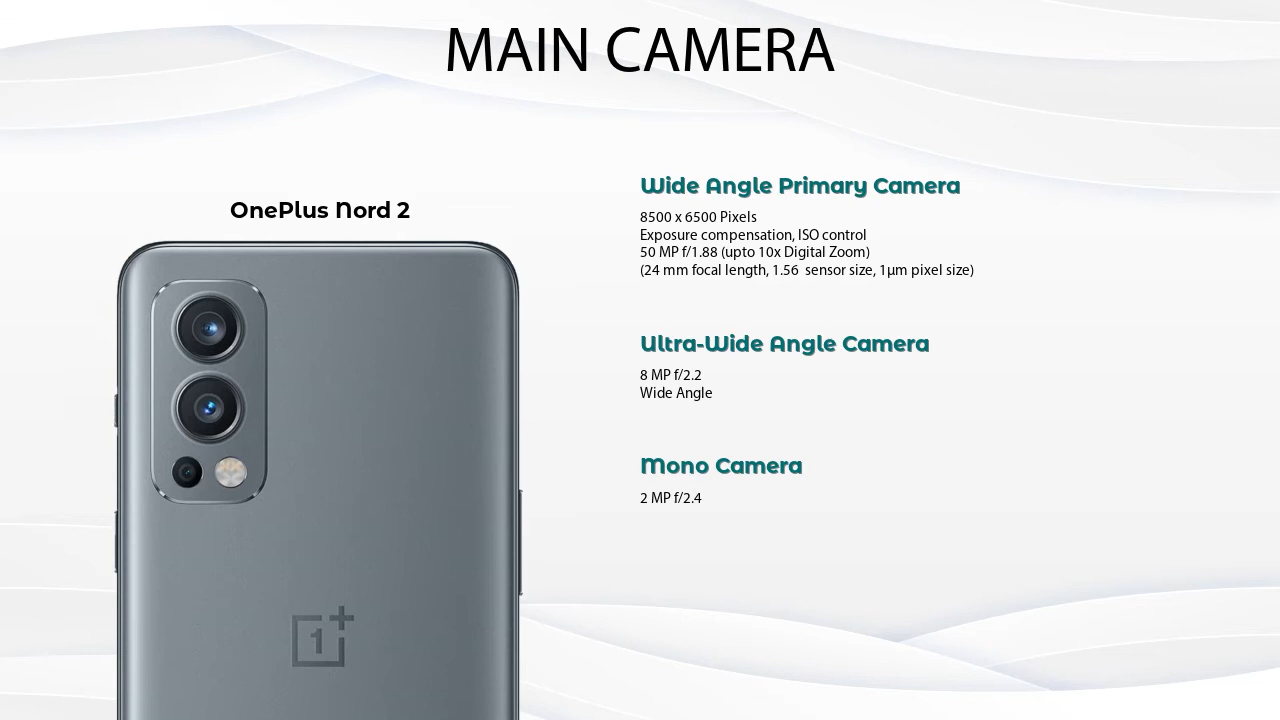 MAIN CAMERA
OnePlus Nord 2
1+
Wide Angle Primary Camera
8500 x 6500 Pixels
Exposure compensation, ISO control
50 MP f/1.88 (upto 10x Digital Zoom)
(24 mm focal length, 1.56  sensor size, 1μm pixel size)
Ultra-Wide Angle Camera
8 MP f/2.2
Wide Angle
Mono Camera
2 MP f/2.4